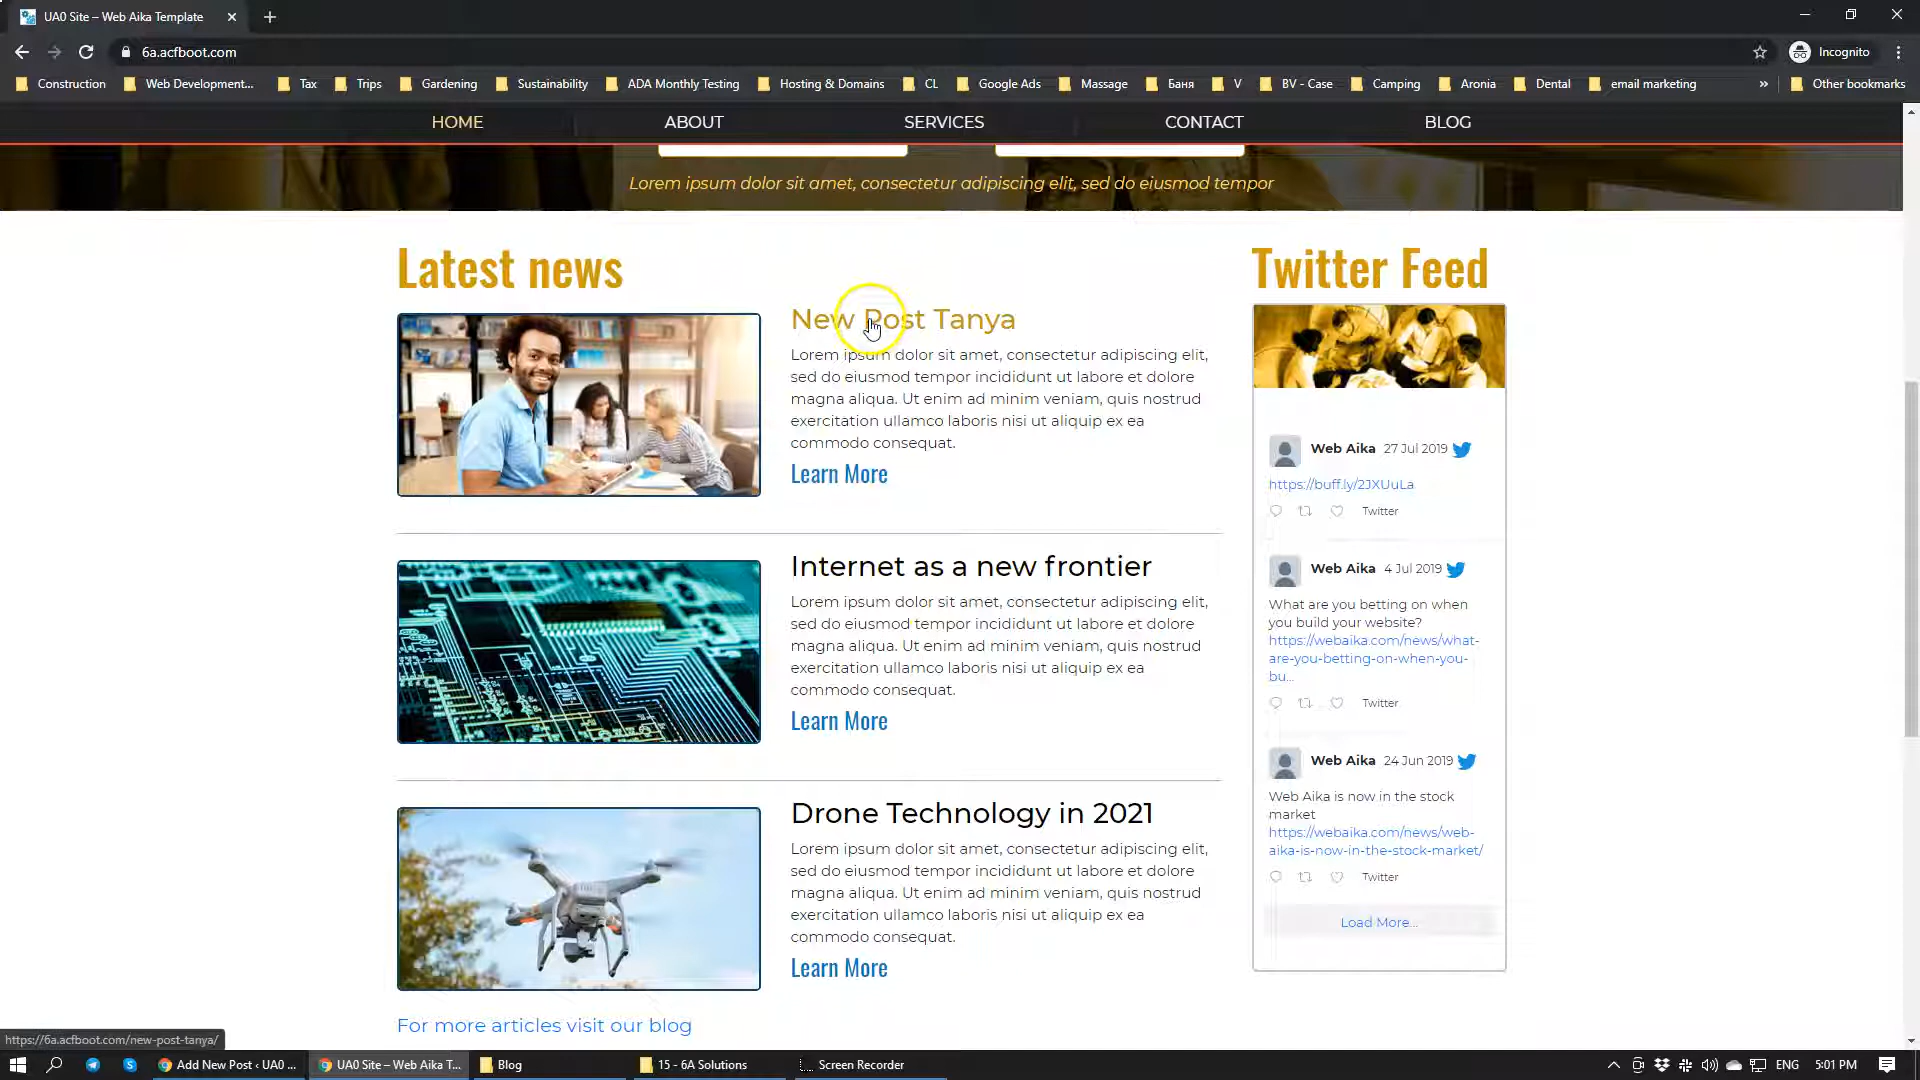 UA0 Site – Web Aika Template
6a.acfboot.com
Incognito
Construction
Web Development...
Tax
Trips
Gardening
Sustainability
ADA Monthly Testing
Hosting & Domains
CL
Google Ads
Massage
Баня
V
BV - Case
Camping
Aronia
Dental
email marketing
»
Other bookmarks
HOME
ABOUT
SERVICES
CONTACT
BLOG
Lorem ipsum dolor sit amet, consectetur adipiscing elit, sed do eiusmod tempor
Latest news
New Post Tanya
Lorem ipsum dolor sit amet, consectetur adipiscing elit,
sed do eiusmod tempor incididunt ut labore et dolore
magna aliqua. Ut enim ad minim veniam, quis nostrud
exercitation ullamco laboris nisi ut aliquip ex ea
commodo consequat.
Learn More
Internet as a new frontier
Lorem ipsum dolor sit amet, consectetur adipiscing elit,
sed do eiusmod tempor incididunt ut labore et dolore
magna aliqua. Ut enim ad minim veniam, quis nostrud
exercitation ullamco laboris nisi ut aliquip ex ea
commodo consequat.
Learn More
Drone Technology in 2021
Lorem ipsum dolor sit amet, consectetur adipiscing elit,
sed do eiusmod tempor incididunt ut labore et dolore
magna aliqua. Ut enim ad minim veniam, quis nostrud
exercitation ullamco laboris nisi ut aliquip ex ea
commodo consequat.
Learn More
For more articles visit our blog
Twitter Feed
Web Aika 27 Jul 2019
https://buff.ly/2JXUuLa
Twitter
Web Aika 4 Jul 2019
What are you betting on when
you build your website?
https://webaika.com/news/what-
are-you-betting-on-when-you-
bu...
Twitter
Web Aika 24 Jun 2019
Web Aika is now in the stock
market
https://webaika.com/news/web-
aika-is-now-in-the-stock-market/
Twitter
Load More...
https://6a.acfboot.com/new-post-tanya/
Add New Post ‹ UA0 ...
UA0 Site – Web Aika T...
Blog
15 - 6A Solutions
Screen Recorder
ENG
5:01 PM